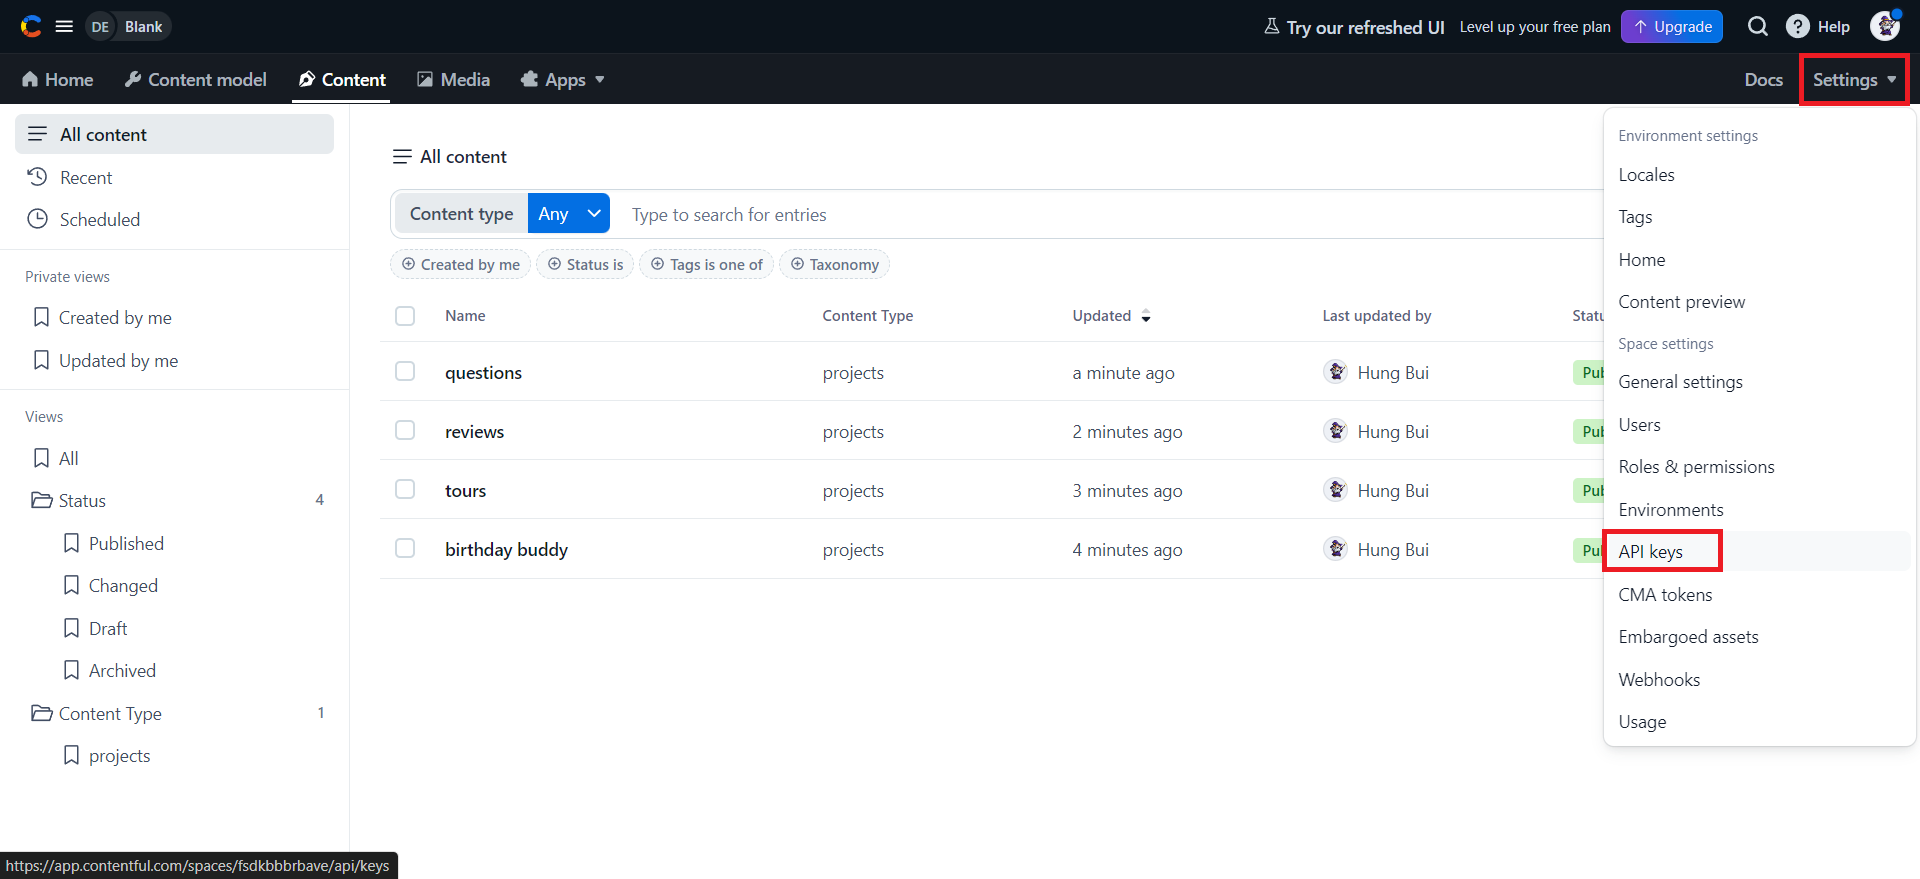 DE Blank
Try our refreshed UI
Level up your free plan
Upgrade
Help
Home
Content model
Content
Media
Apps
Docs
Settings
All content
Recent
Scheduled
Private views
Created by me
Updated by me
Views
All
Status 4
Published
Changed
Draft
Archived
Content Type 1
projects
All content
Content type Any Type to search for entries
Created by me Status is Tags is one of Taxonomy
Name Content Type Updated Last updated by Statu
questions projects a minute ago Hung Bui Pub
reviews projects 2 minutes ago Hung Bui Pub
tours projects 3 minutes ago Hung Bui Pub
birthday buddy projects 4 minutes ago Hung Bui Pul
Environment settings
Locales
Tags
Home
Content preview
Space settings
General settings
Users
Roles & permissions
Environments
API keys
CMA tokens
Embargoed assets
Webhooks
Usage
https://app.contentful.com/spaces/fsdkbbbrbave/api/keys